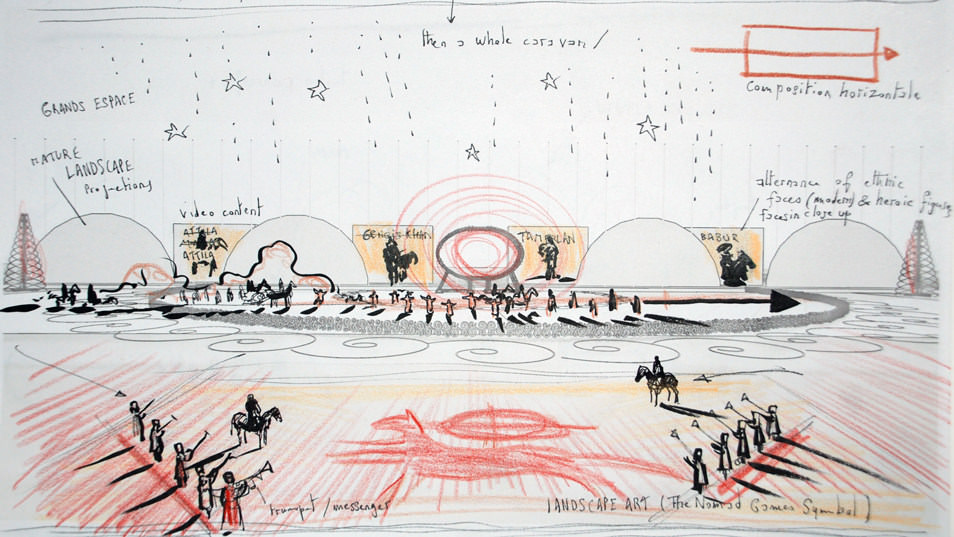 then a whole caravan /
composition horizontale
GRANDS ESPACE
NATURE
LANDSCAPE
Projections
video content
alternance of ethnic
faces (modern) & heroic figures
faces in close up
ATTILA
ATTILA
GENGIS-KHAN
TAMERLAN
BABUR
trumpet / messenger
LANDSCAPE ART (The Nomad Games Symbol)